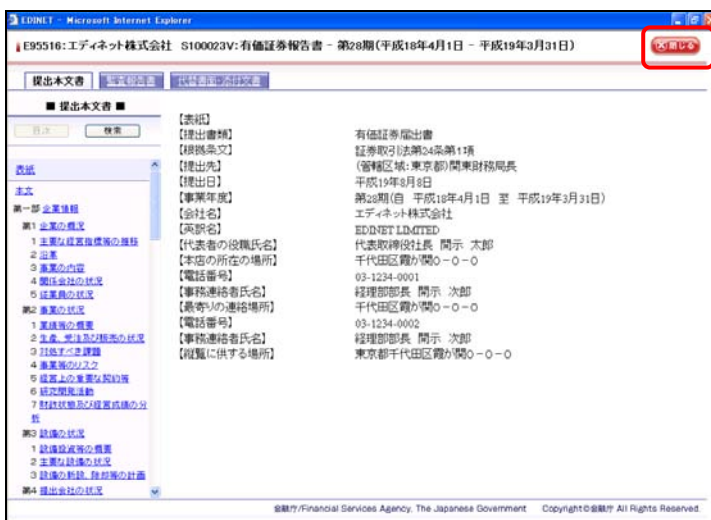 EDINET - Microsoft Internet Explorer
E95516:エディネット株式会社 S100023V:有価証券報告書 - 第28期(平成18年4月1日 - 平成19年3月31日)
閉じる
提出本文書 監査報告書 代替書面・添付文書
■ 提出本文書 ■
目次 検索
表紙
本文
第一部 企業情報
第1 企業の概況
1 主要な経営指標等の推移
2 沿革
3 事業の内容
4 関係会社の状況
5 従業員の状況
第2 事業の状況
1 業績等の概要
2 生産、受注及び販売の状況
3 対処すべき課題
4 事業等のリスク
5 経営上の重要な契約等
6 研究開発活動
7 財政状態及び経営成績の分
析
第3 設備の状況
1 設備投資等の概要
2 主要な設備の状況
3 設備の新設、除却等の計画
第4 提出会社の状況
【表紙】
【提出書類】 有価証券届出書
【根拠条文】 証券取引法第24条第1項
【提出先】 (管轄区域:東京都)関東財務局長
【提出日】 平成19年8月8日
【事業年度】 第28期(自 平成18年4月1日 至 平成19年3月31日)
【会社名】 エディネット株式会社
【英訳名】 EDINET LIMITED
【代表者の役職氏名】 代表取締役社長 開示 太郎
【本店の所在の場所】 千代田区霞が関0-0-0
【電話番号】 03-1234-0001
【事務連絡者氏名】 経理部部長 開示 次郎
【最寄りの連絡場所】 千代田区霞が関0-0-0
【電話番号】 03-1234-0002
【事務連絡者氏名】 経理部部長 開示 次郎
【縦覧に供する場所】 東京都千代田区霞が関0-0-0
金融庁/Financial Services Agency, The Japanese Government Copyright©金融庁 All Rights Reserved.